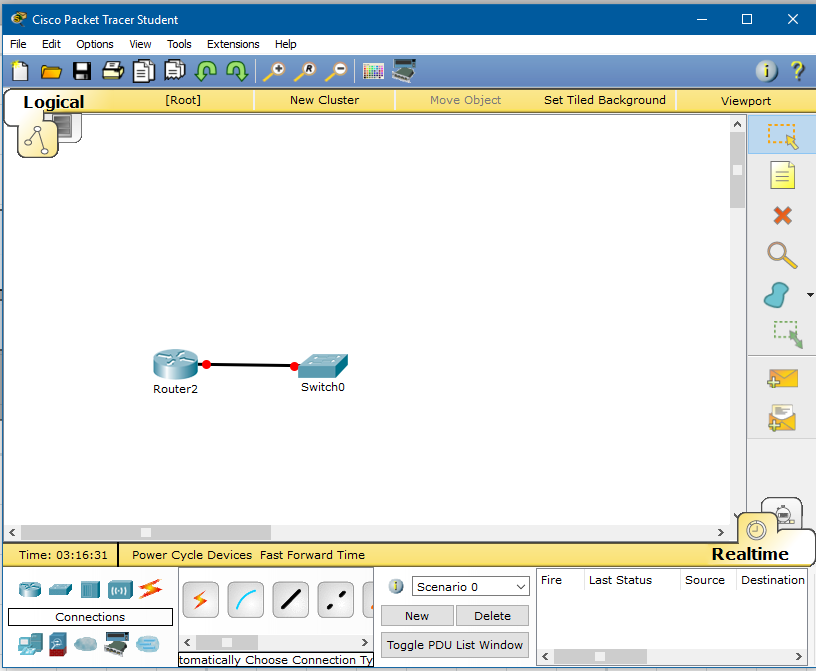 Cisco Packet Tracer Student
File Edit Options View Tools Extensions Help
Logical [Root] New Cluster Move Object Set Tiled Background Viewport
Router2
Switch0
Time: 03:16:31 Power Cycle Devices Fast Forward Time
Realtime
Connections
tomatically Choose Connection Ty
Scenario 0
New Delete
Toggle PDU List Window
Fire Last Status Source Destination